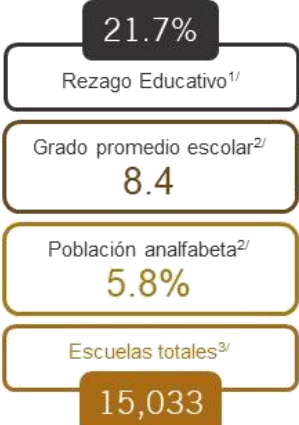 21.7%
Rezago Educativo1/
Grado promedio escolar2/
8.4
Población analfabeta2/
5.8%
Escuelas totales3/
15,033